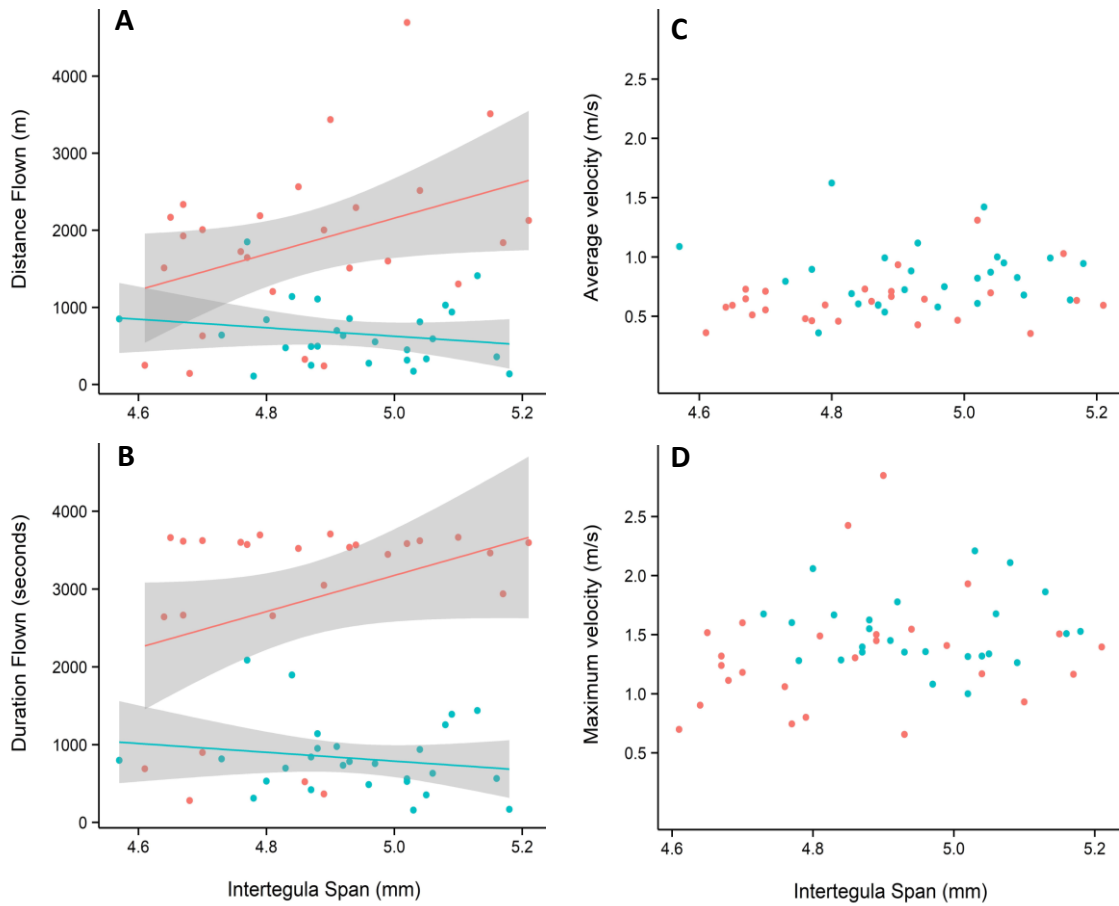 A
Distance Flown (m)
4000
3000
2000
1000
0
4.6 4.8 5.0 5.2
C
Average velocity (m/s)
2.5
2.0
1.5
1.0
0.5
4.6 4.8 5.0 5.2
B
Duration Flown (seconds)
4000
3000
2000
1000
0
4.6 4.8 5.0 5.2
Intertegula Span (mm)
D
Maximum velocity (m/s)
2.5
2.0
1.5
1.0
0.5
4.6 4.8 5.0 5.2
Intertegula Span (mm)